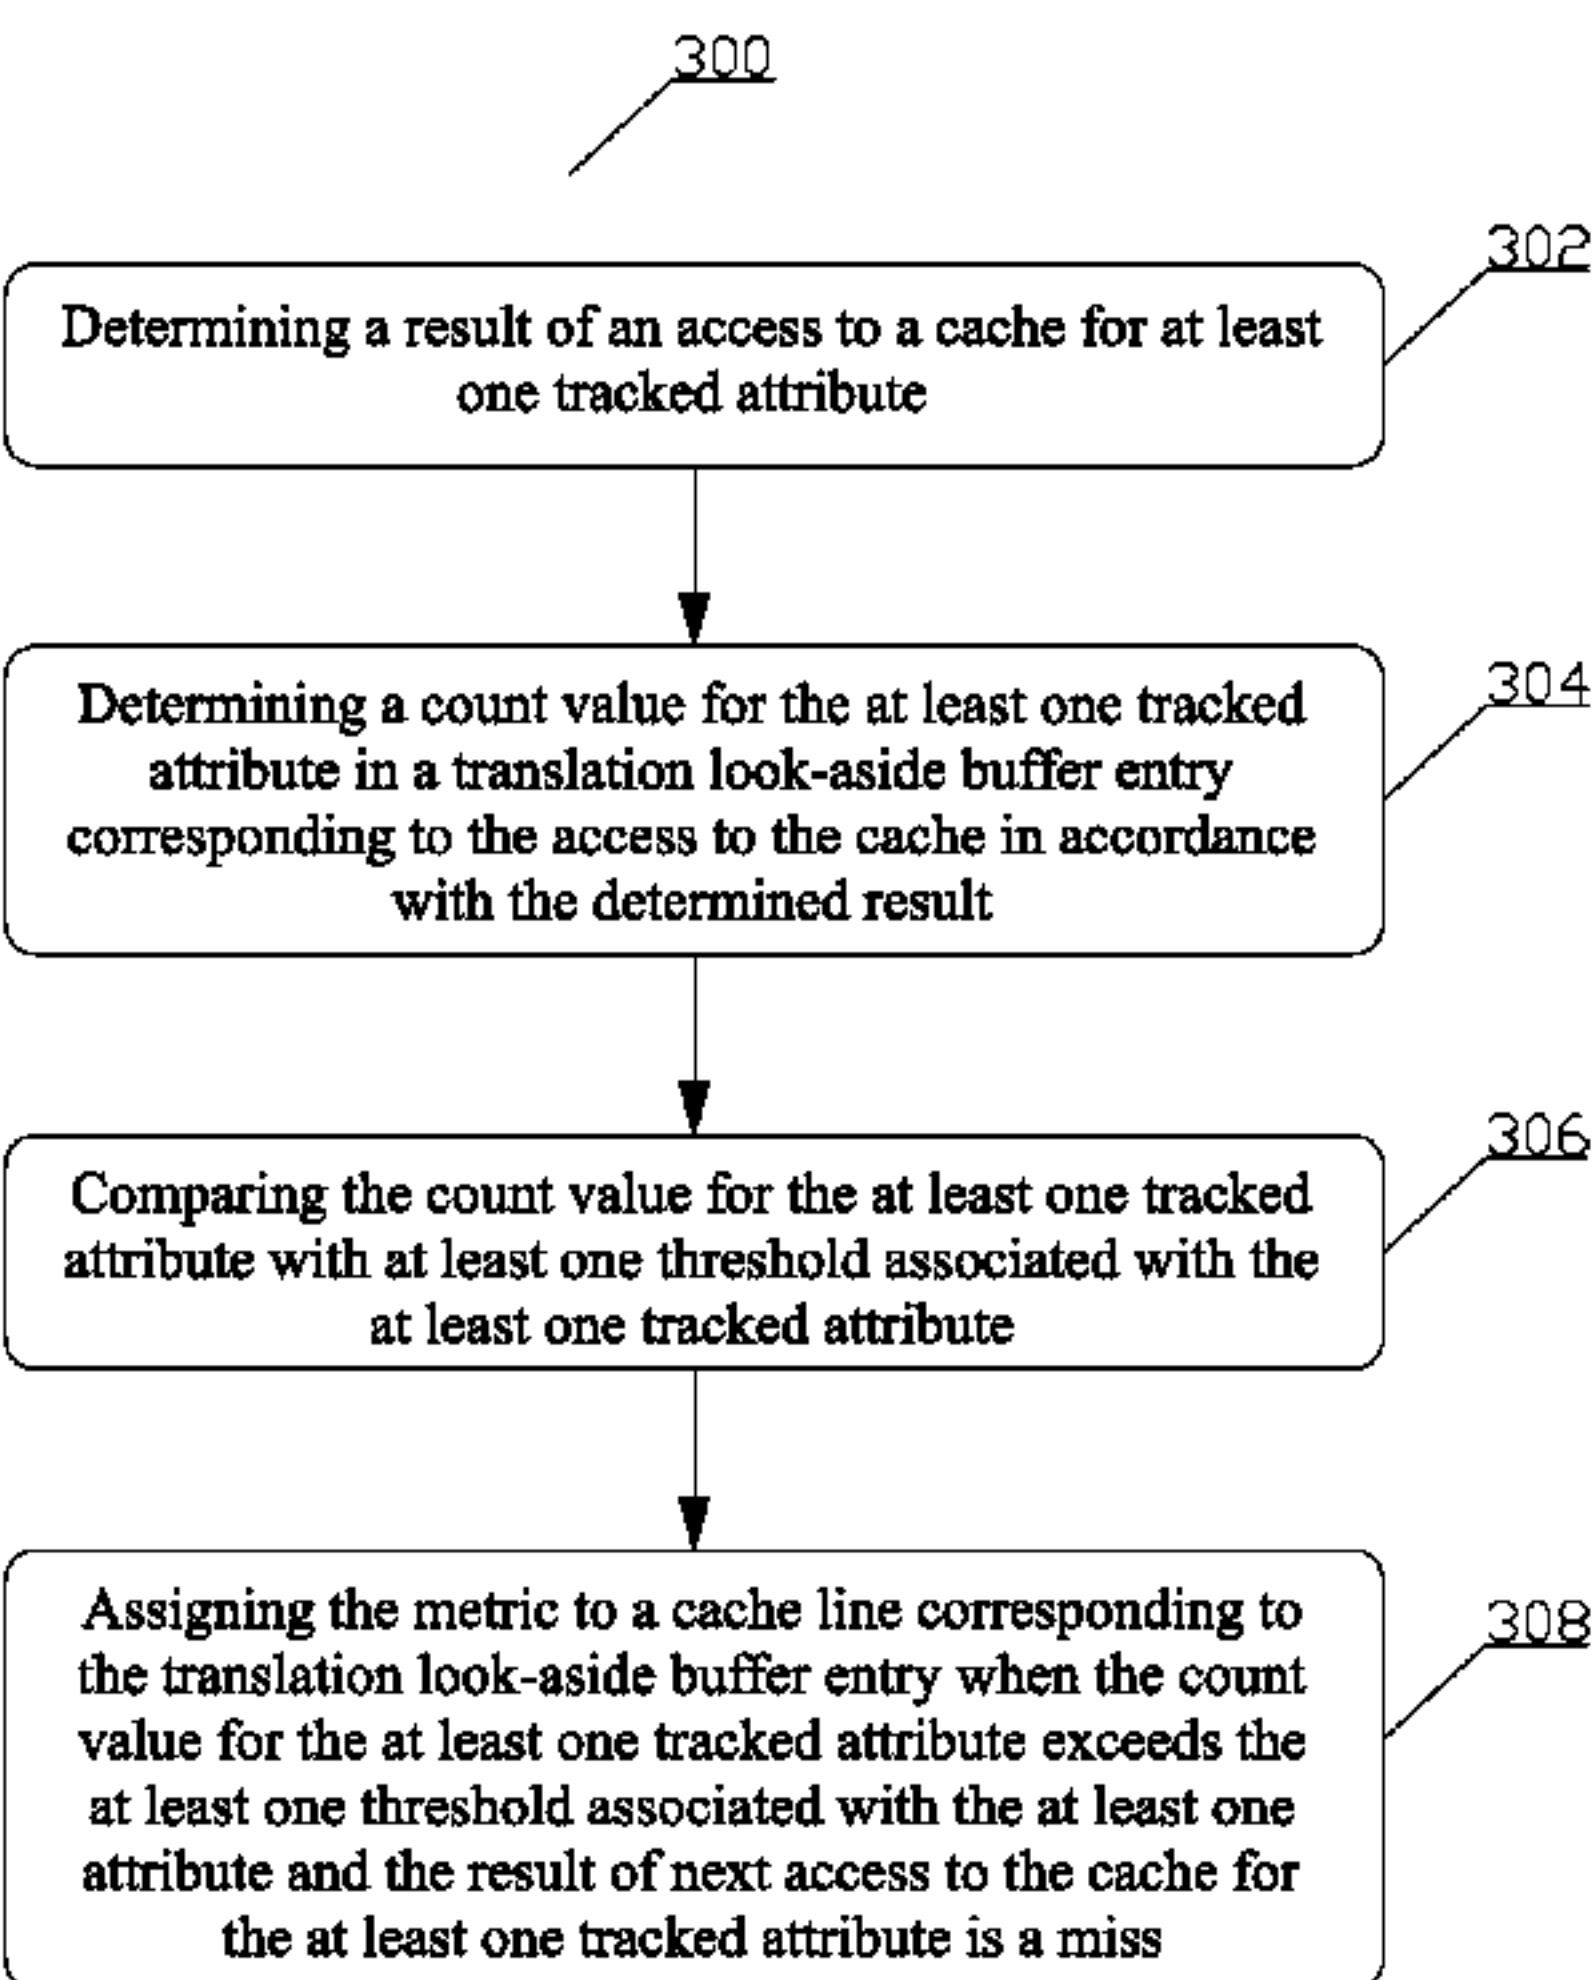 300
302
Determining a result of an access to a cache for at least
one tracked attribute
304
Determining a count value for the at least one tracked
attribute in a translation look-aside buffer entry
corresponding to the access to the cache in accordance
with the determined result
306
Comparing the count value for the at least one tracked
attribute with at least one threshold associated with the
at least one tracked attribute
308
Assigning the metric to a cache line corresponding to
the translation look-aside buffer entry when the count
value for the at least one tracked attribute exceeds the
at least one threshold associated with the at least one
attribute and the result of next access to the cache for
the at least one tracked attribute is a miss